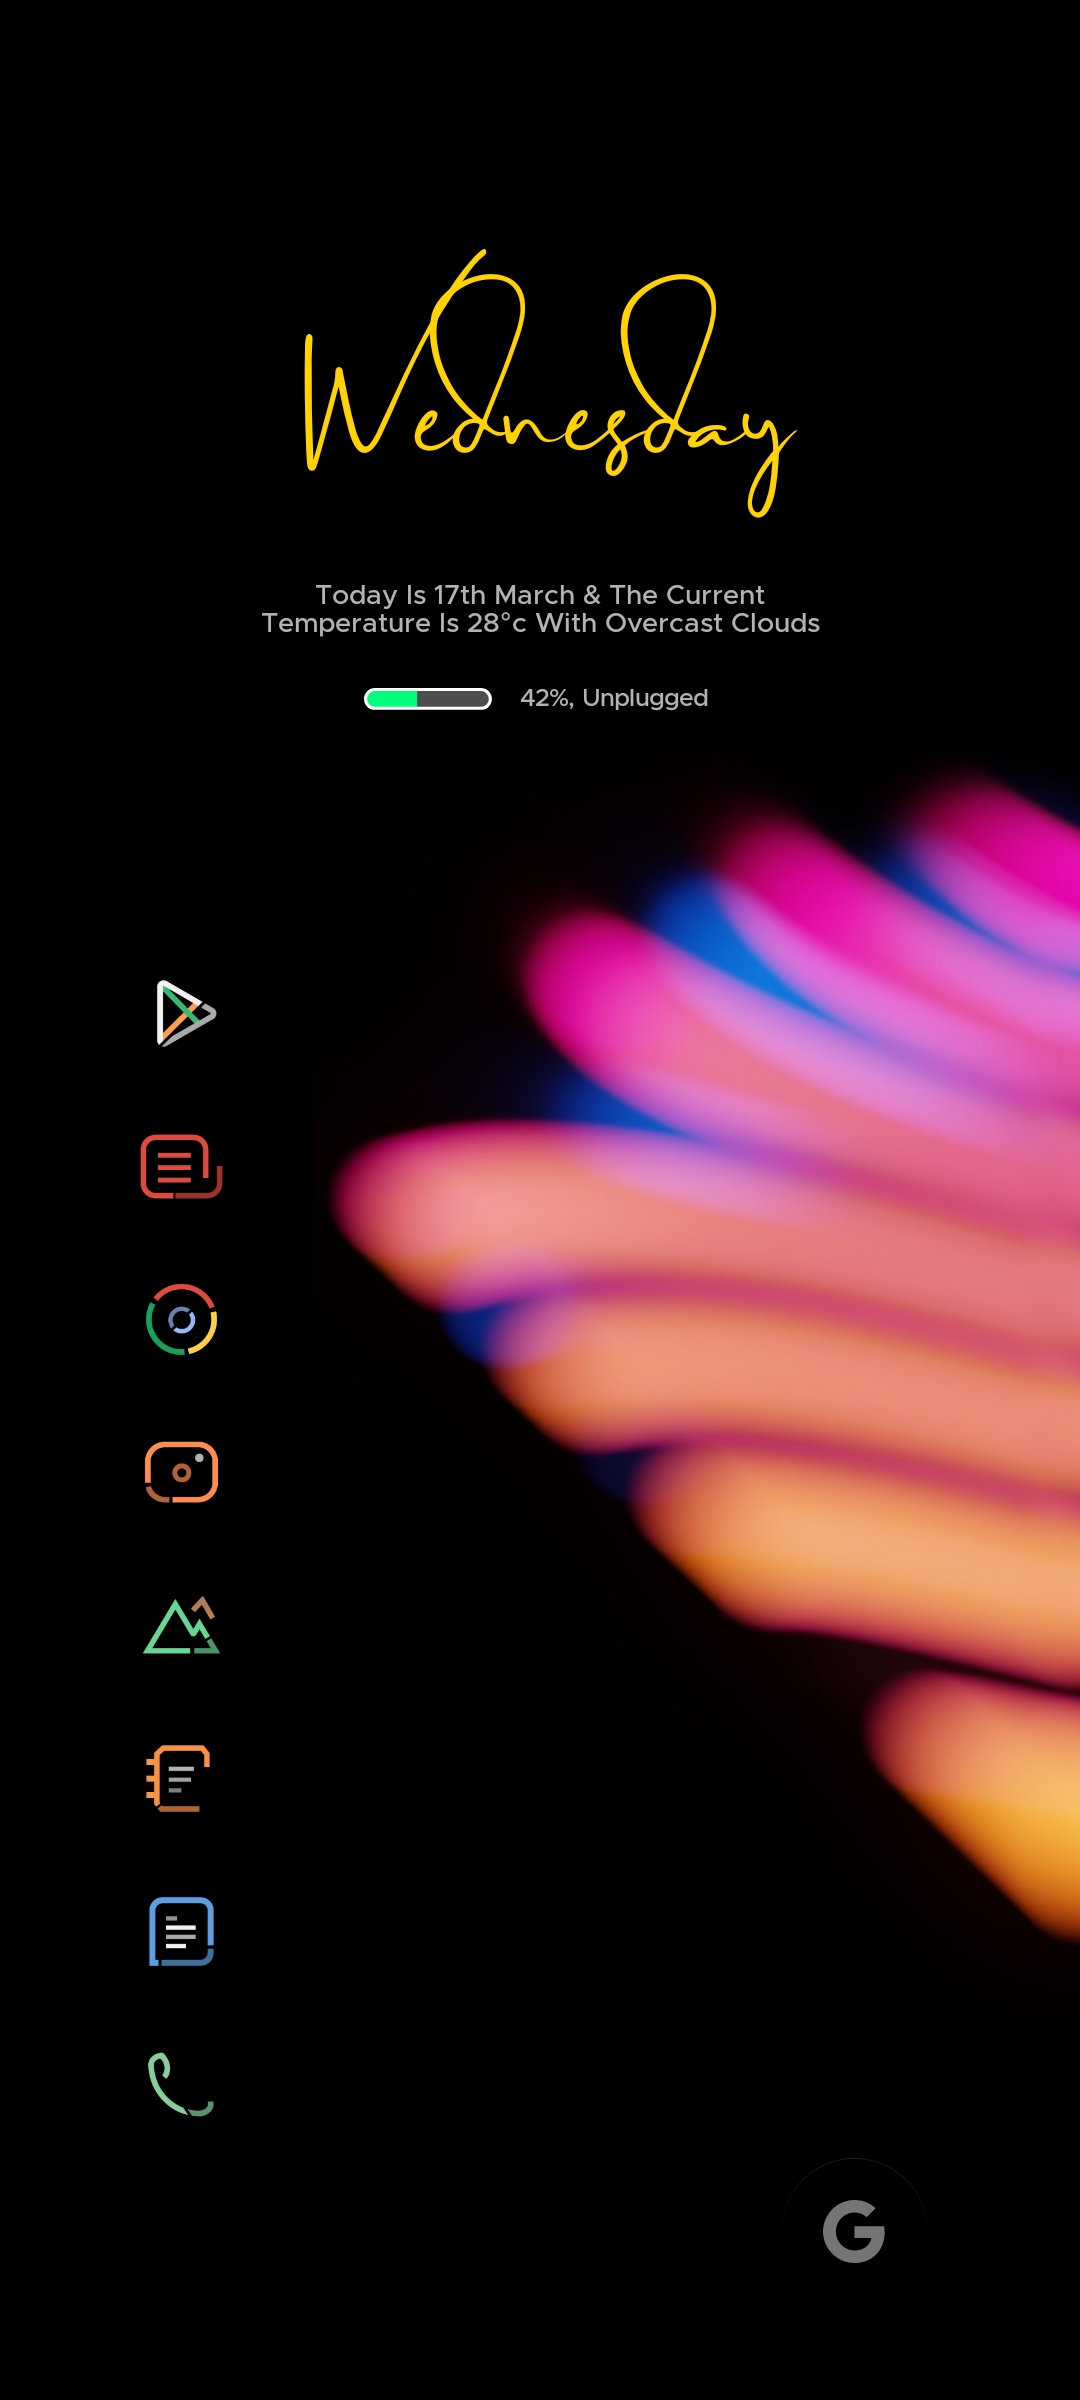 Wednesday
Today Is 17th March & The Current
Temperature Is 28°c With Overcast Clouds
42%, Unplugged
G